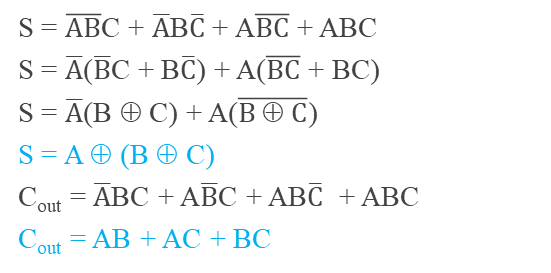 S = A̅B̅C + A̅BC̅ + AB̅C̅ + ABC
S = A̅(B̅C + BC̅) + A(B̅C̅ + BC)
S = A̅(B ⊕ C) + A(B̅ ̅⊕̅ ̅C̅)
S = A ⊕ (B ⊕ C)
Cout = A̅BC + AB̅C + ABC̅ + ABC
Cout = AB + AC + BC